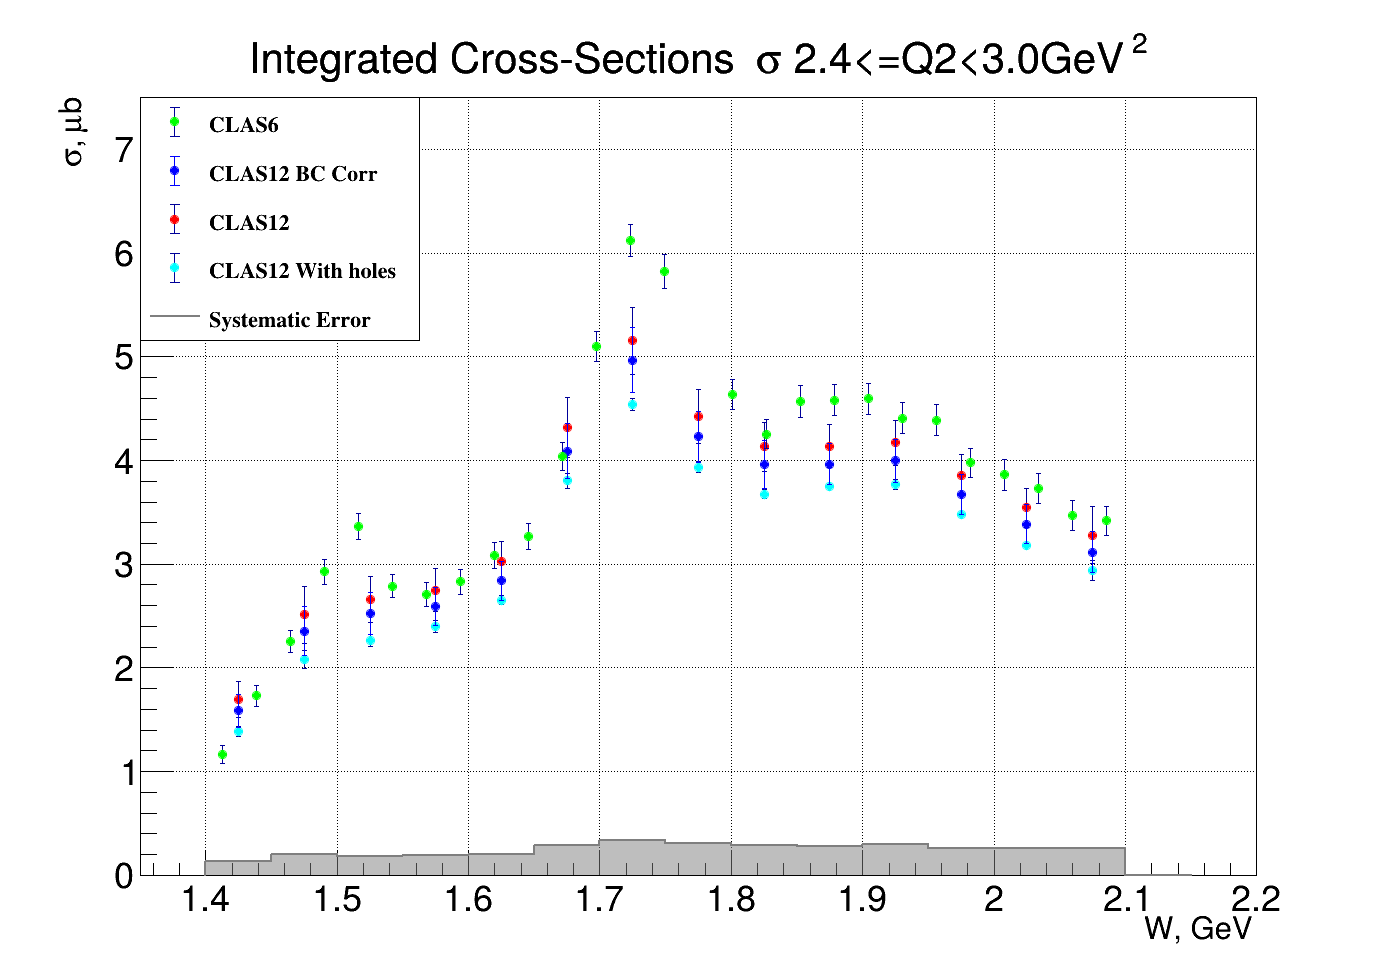 Integrated Cross-Sections σ 2.4<=Q2<3.0GeV 2
σ, μb
CLAS6
CLAS12 BC Corr
CLAS12
CLAS12 With holes
Systematic Error
7
6
5
4
3
2
1
0
1.4 1.5 1.6 1.7 1.8 1.9 2 2.1 2.2
W, GeV